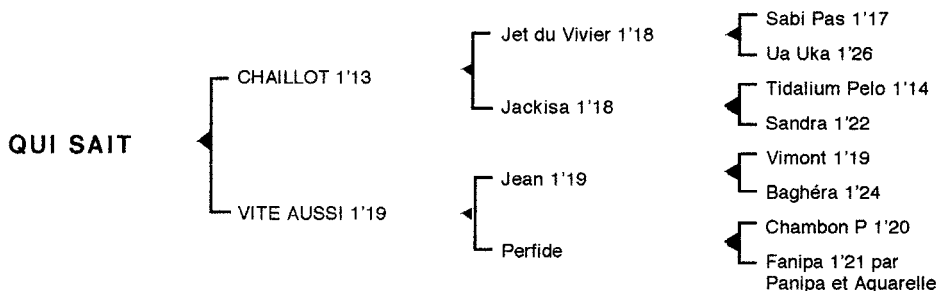 QUI SAIT
CHAILLOT 1'13
VITE AUSSI 1'19
Jet du Vivier 1'18
Jackisa 1'18
Jean 1'19
Perfide
Sabi Pas 1'17
Ua Uka 1'26
Tidalium Pelo 1'14
Sandra 1'22
Vimont 1'19
Baghéra 1'24
Chambon P 1'20
Fanipa 1'21 par
Panipa et Aquarelle